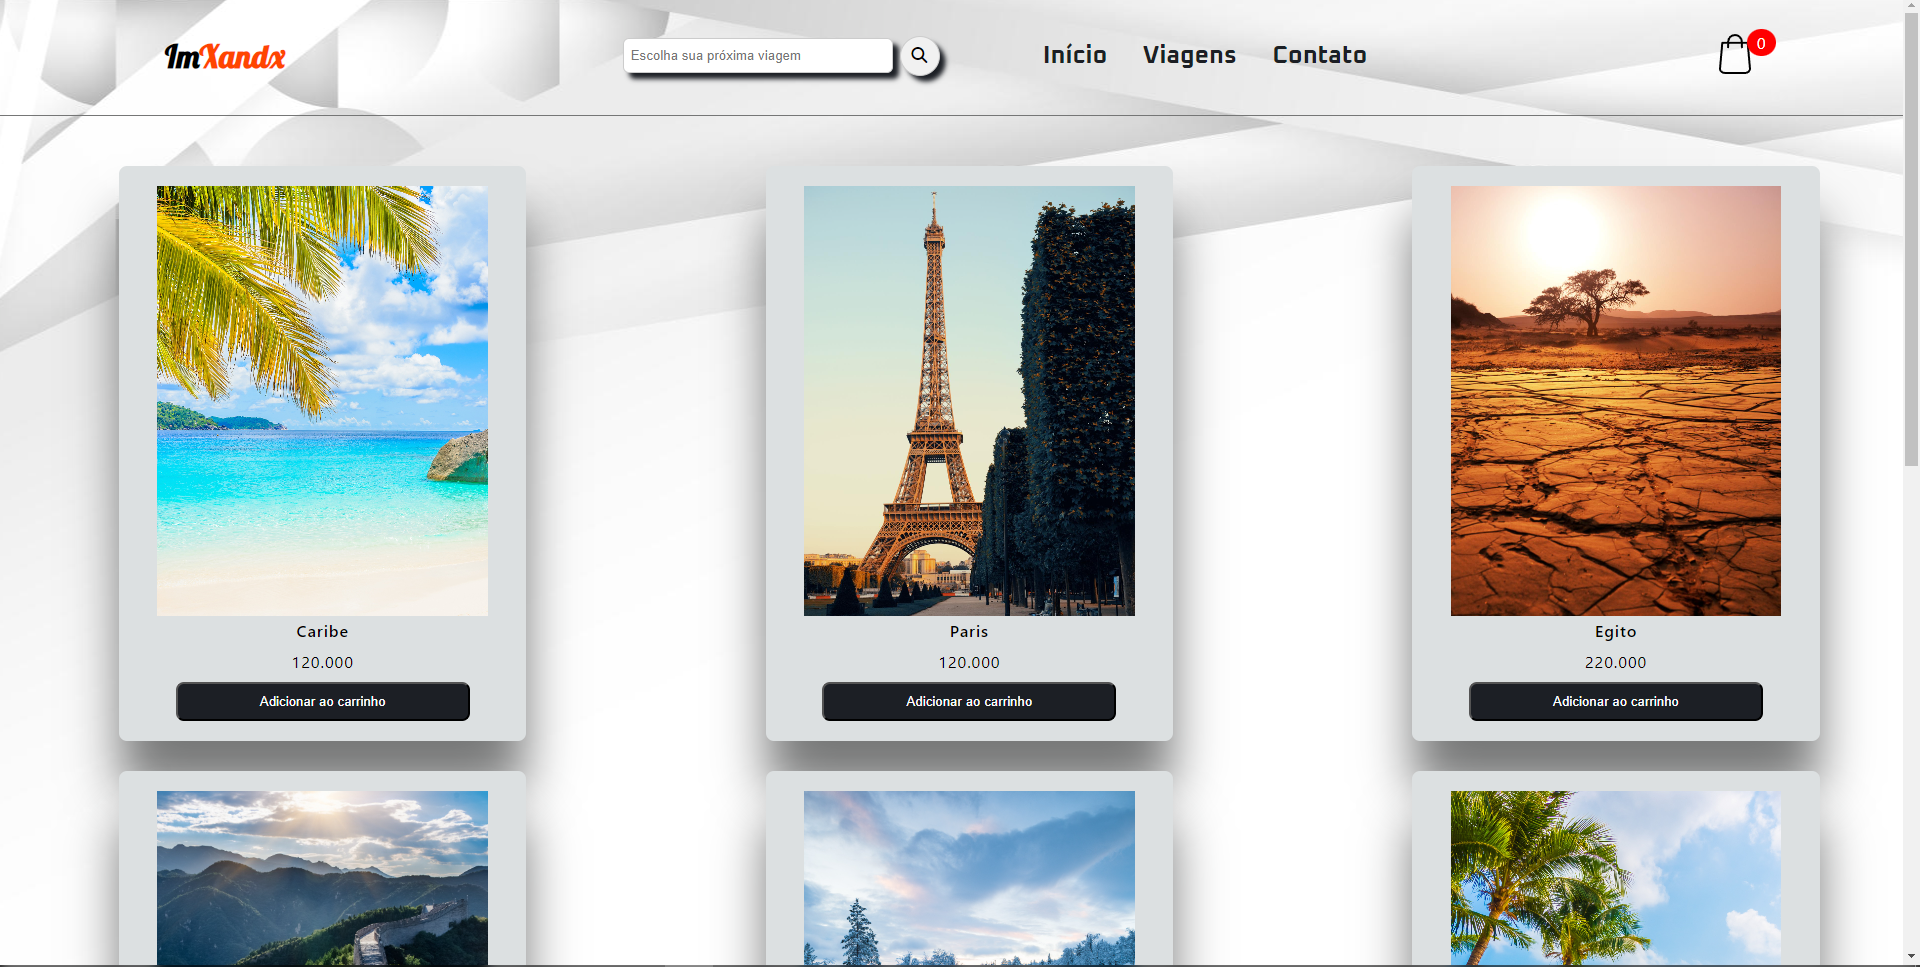 ImXandx
Escolha sua próxima viagem
Início
Viagens
Contato
0
Caribe
120.000
Adicionar ao carrinho
Paris
120.000
Adicionar ao carrinho
Egito
220.000
Adicionar ao carrinho